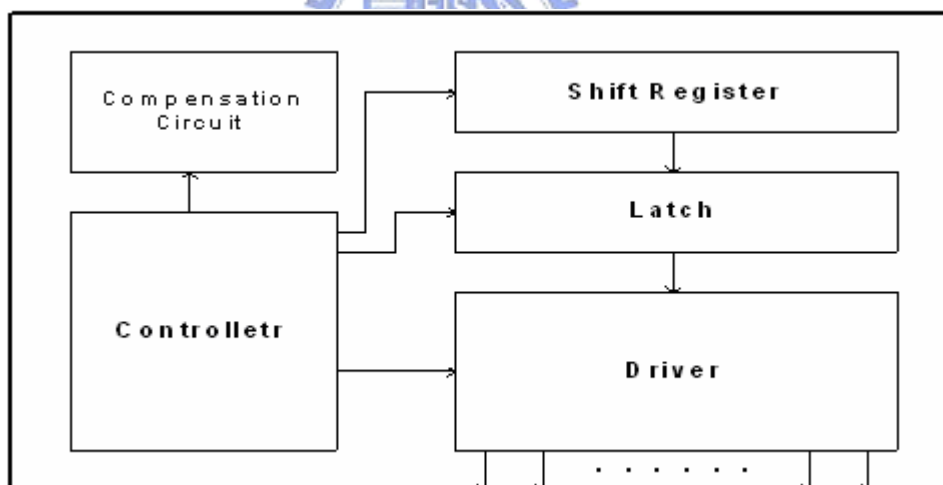 Compensation
Circuit
Shift Register
Latch
Controlletr
Driver
. . . . . .